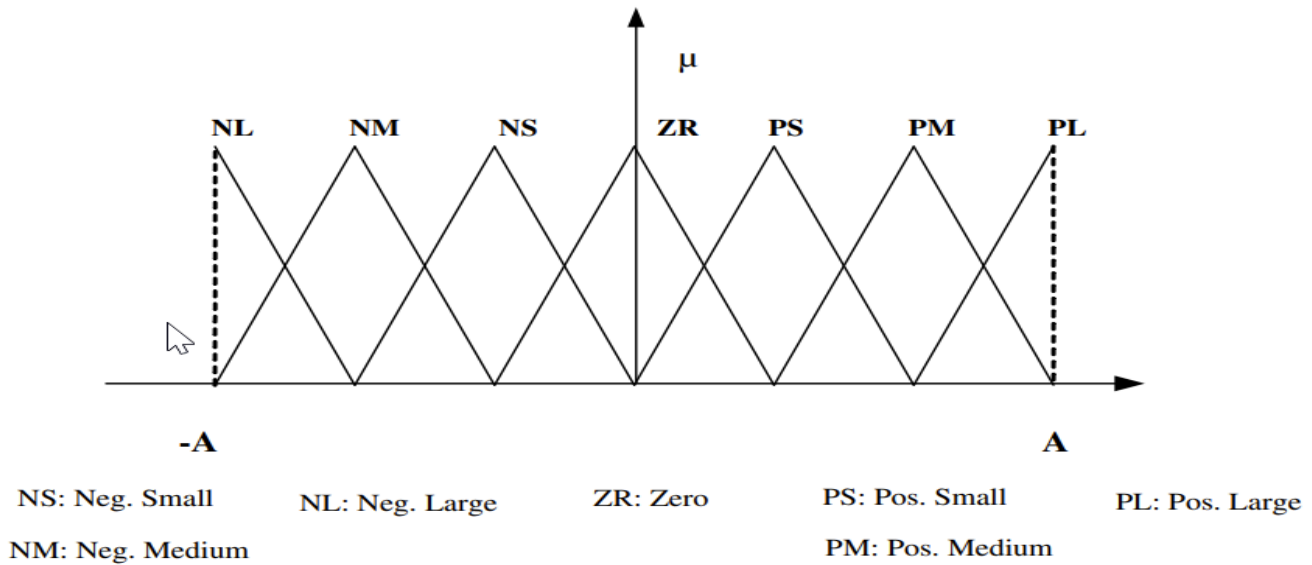 μ
NL NM NS ZR PS PM PL
-A A
NS: Neg. Small NL: Neg. Large ZR: Zero PS: Pos. Small PL: Pos. Large
NM: Neg. Medium PM: Pos. Medium